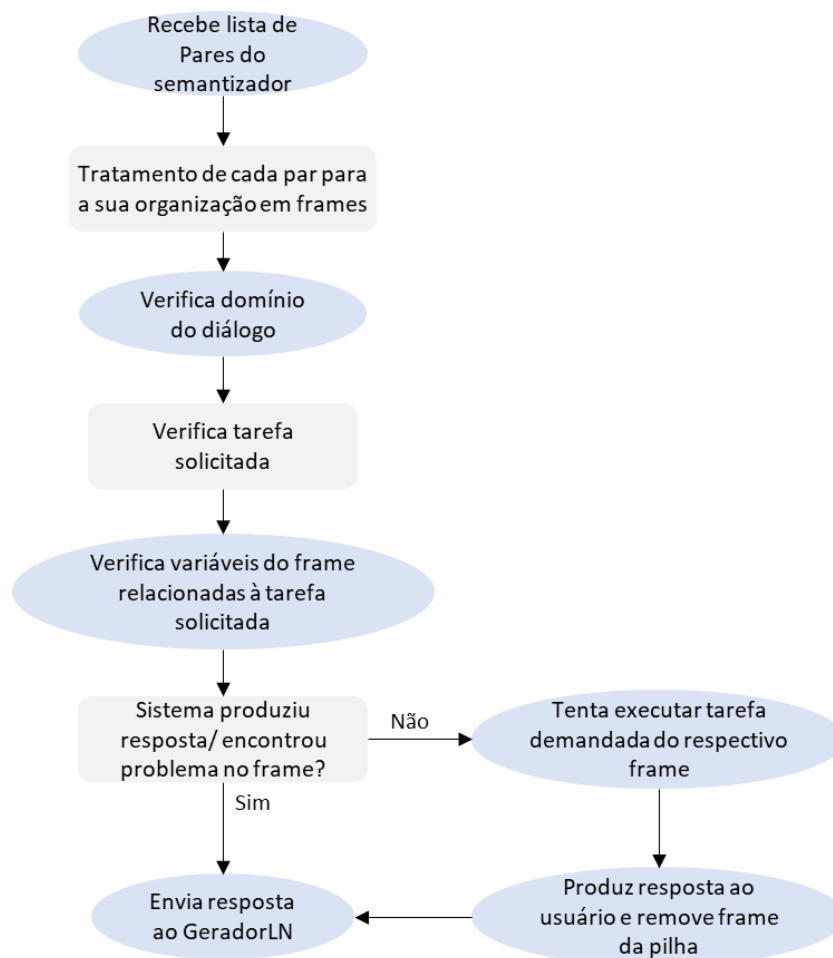 Recebe lista de
Pares do
semantizador
Tratamento de cada par para
a sua organização em frames
Verifica domínio
do diálogo
Verifica tarefa
solicitada
Verifica variáveis do frame
relacionadas à tarefa
solicitada
Sistema produziu
resposta/ encontrou
problema no frame?
Não
Tenta executar tarefa
demandada do respectivo
frame
Sim
Envia resposta
ao GeradorLN
Produz resposta ao
usuário e remove frame
da pilha